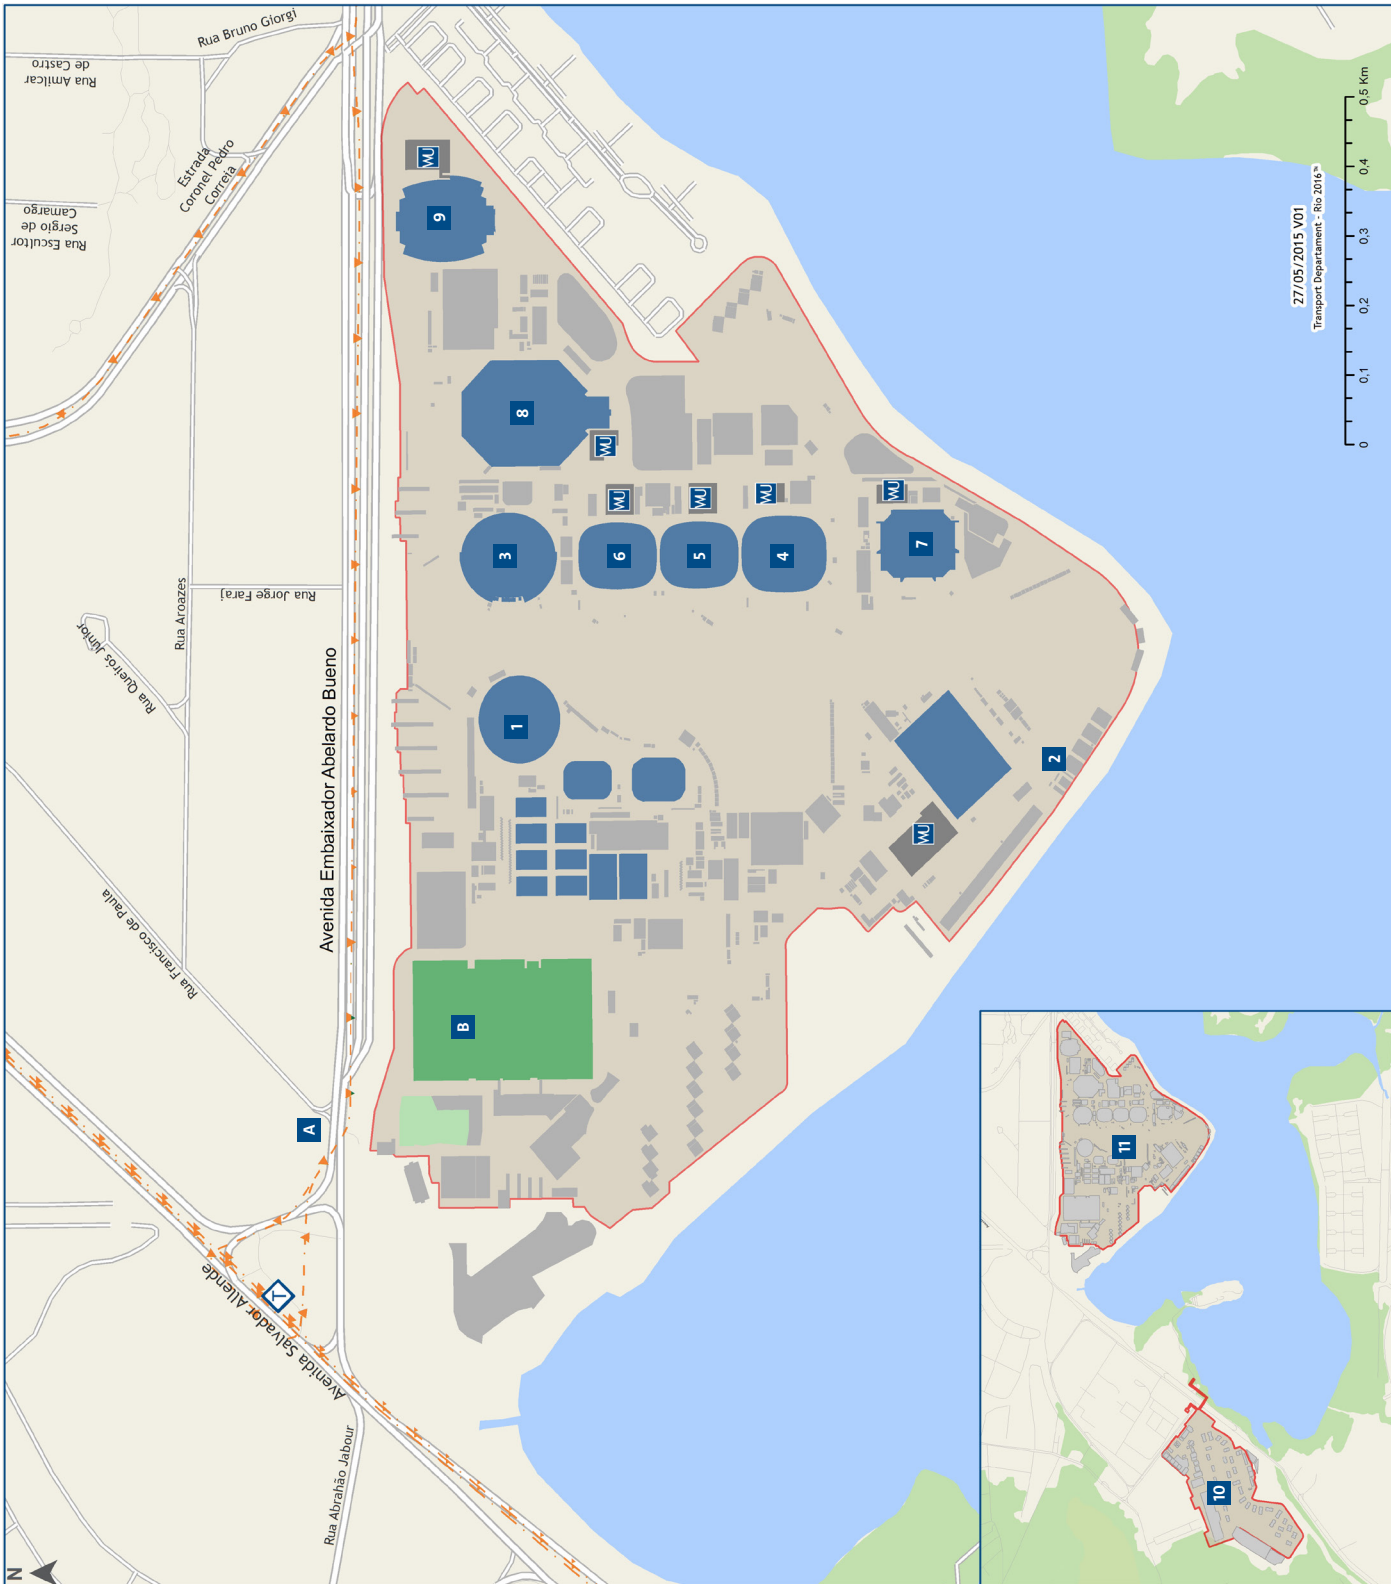 Rua Bruno Giorgi
Rua Amilcar
de Castro
Estrada
Coronel Pedro
Correia
Rua Escultor
Sergio de
Camargo
Rua Aroazes
Rua Jorge Faraj
Rua Queirós Júnior
Avenida Embaixador Abelardo Bueno
Rua Francisco de Paula
Avenida Salvador Allende
Rua Abrahão Jabour
N
A
B
T
1
2
3
4
5
6
7
8
9
WU
WU
WU
WU
WU
WU
WU
10
11
27/05/2015 V01
Transport Departament - Rio 2016™
0
0,1
0,2
0,3
0,4
0,5 Km